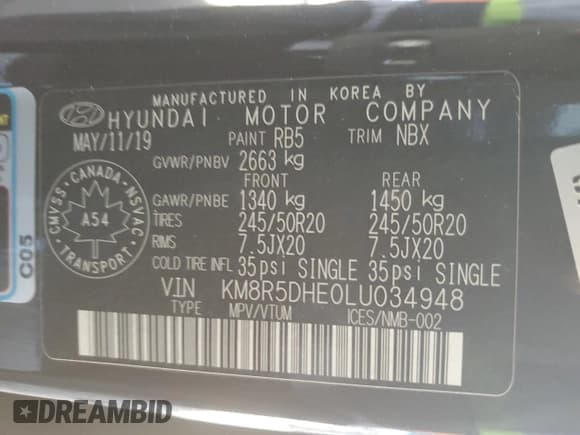 MANUFACTURED IN KOREA BY
HYUNDAI MOTOR COMPANY
MAY/11/19 PAINT RB5 TRIM NBX
GVWR/PNBV 2663 kg
FRONT REAR
GAWR/PNBE 1340 kg 1450 kg
TIRES 245/50R20 245/50R20
RIMS 7.5JX20 7.5JX20
COLD TIRE INFL 35psi SINGLE 35psi SINGLE
VIN KM8R5DHE0LU034948
TYPE MPV/VTUM ICES/NMB-002
CMVSS - CANADA - NSVAC
A54
TRANSPORT
C05
DREAMBID